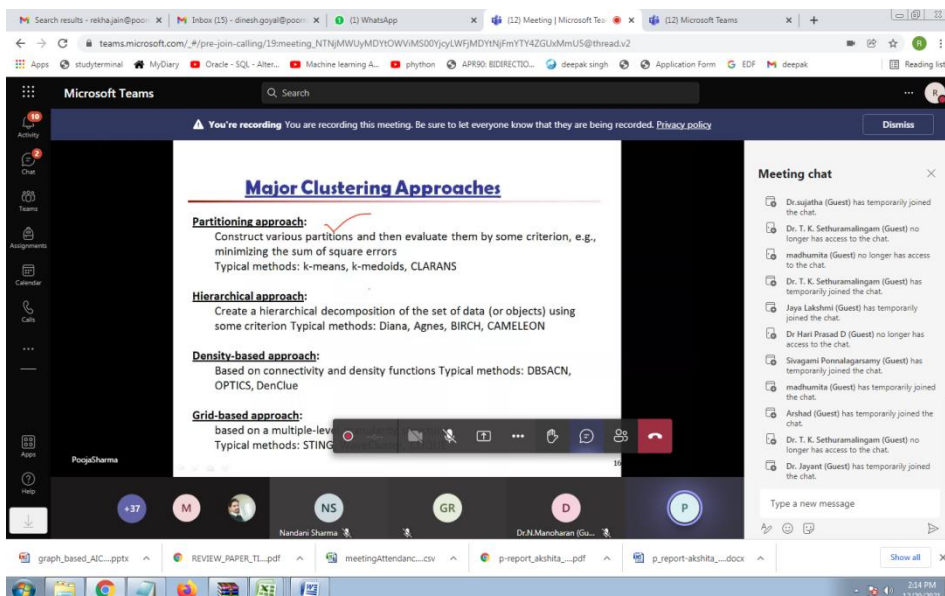 Search results - rekha.jain@poor
Inbox (15) - dinesh.goyal@poorn
(1) WhatsApp
(12) Meeting | Microsoft Tea
(12) Microsoft Teams
teams.microsoft.com/_#/pre-join-calling/19:meeting_NTNjMWUyMDYtOWViMS00YjcyLWFjMDYtNjFmYTY4ZGUxMmU5@thread.v2
Apps
studyterminal
MyDiary
Oracle - SQL - Alter...
Machine learning A...
phython
APR90: BIDIRECTIO...
deepak singh
Application Form
EDF
deepak
Reading list
Microsoft Teams
Search
R
10
Activity
You're recording You are recording this meeting. Be sure to let everyone know that they are being recorded. Privacy policy
Dismiss
2
Chat
Teams
Assignments
Calendar
Calls
Apps
Help
Major Clustering Approaches
Partitioning approach:
Construct various partitions and then evaluate them by some criterion, e.g.,
minimizing the sum of square errors
Typical methods: k-means, k-medoids, CLARANS
Hierarchical approach:
Create a hierarchical decomposition of the set of data (or objects) using
some criterion Typical methods: Diana, Agnes, BIRCH, CAMELEON
Density-based approach:
Based on connectivity and density functions Typical methods: DBSACN,
OPTICS, DenClue
Grid-based approach:
based on a multiple-leve
Typical methods: STING
16
PoojaSharma
Meeting chat
Dr.sujatha (Guest) has temporarily joined
the chat.
Dr. T. K. Sethuramalingam (Guest) no
longer has access to the chat.
madhumita (Guest) no longer has access
to the chat.
Dr. T. K. Sethuramalingam (Guest) has
temporarily joined the chat.
Jaya Lakshmi (Guest) has temporarily
joined the chat.
Dr Hari Prasad D (Guest) no longer has
access to the chat.
Sivagami Ponnalagarsamy (Guest) has
temporarily joined the chat.
madhumita (Guest) has temporarily joined
the chat.
Arshad (Guest) has temporarily joined the
chat.
Dr. T. K. Sethuramalingam (Guest) no
longer has access to the chat.
Dr. Jayant (Guest) has temporarily joined
the chat.
Type a new message
+37
M
NS
GR
D
P
Nandani Sharma
Dr.N.Manoharan (Gu...
graph_based_AIC....pptx
REVIEW_PAPER_TI....pdf
meetingAttendanc....csv
p-report_akshita_....pdf
p_report-akshita_....docx
Show all
2:14 PM